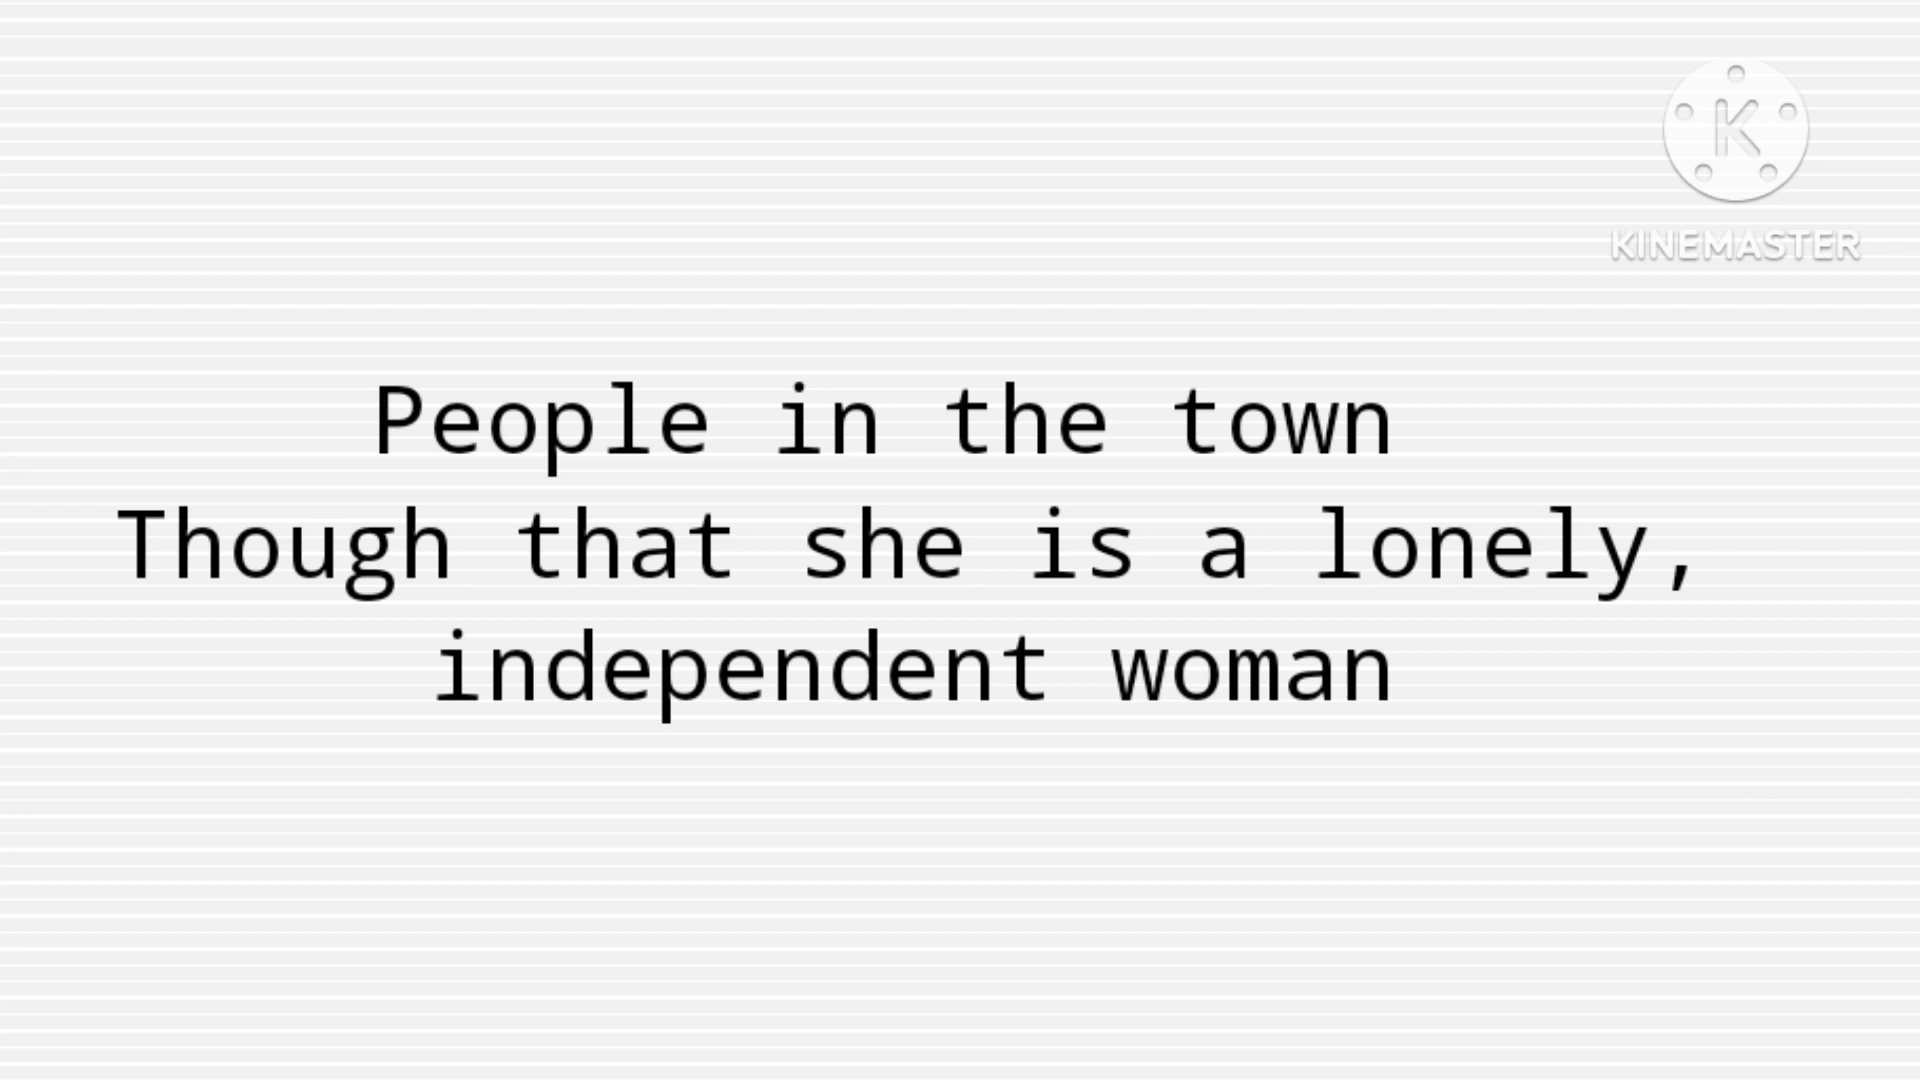 K
KINEMASTER
People in the town
Though that she is a lonely,
independent woman